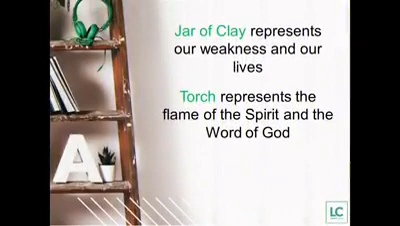 Jar of Clay represents
our weakness and our
lives
Torch represents the
flame of the Spirit and the
Word of God
A
LC